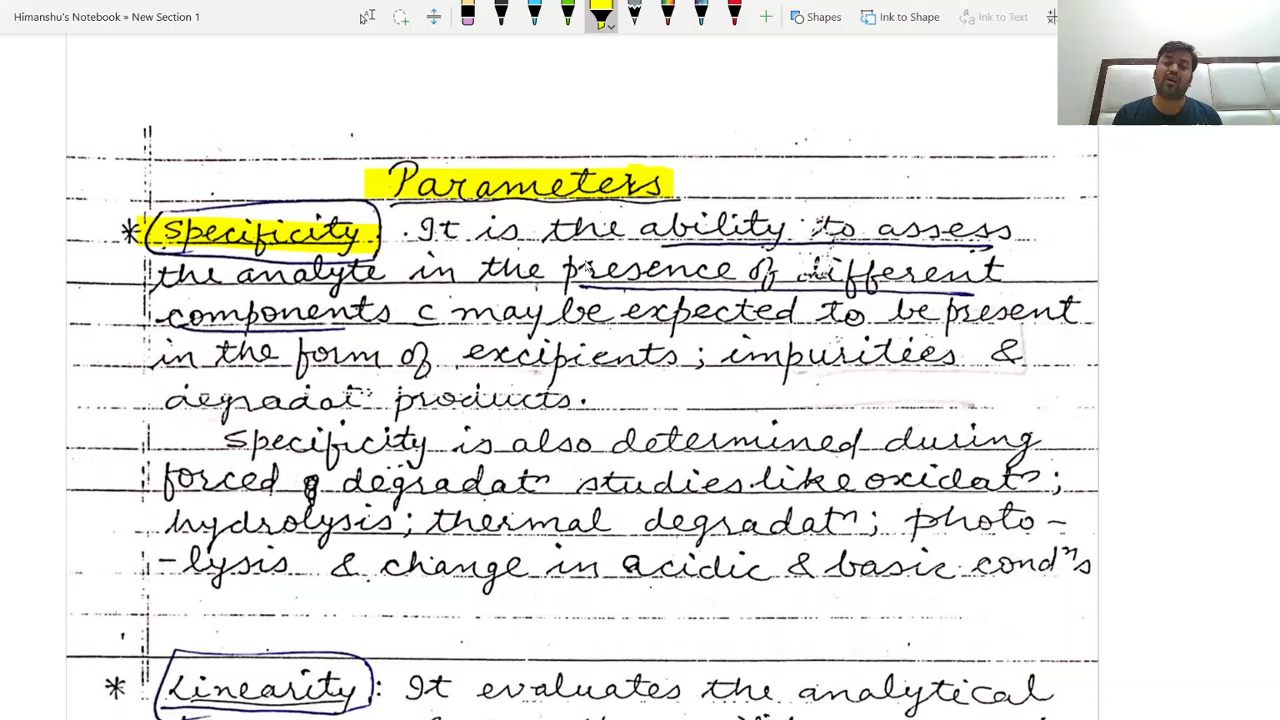 Himanshu's Notebook » New Section 1
Shapes
Ink to Shape
Ink to Text
Parameters
* Specificity : It is the ability to assess
the analyte in the presence of different
components c may be expected to be present
in the form of excipients; impurities &
degradatⁿ products.
Specificity is also determined during
forced degradatⁿ studies like oxidatⁿ;
hydrolysis; thermal degradatⁿ; photo-
-lysis & change in acidic & basic condⁿs
* Linearity : It evaluates the analytical